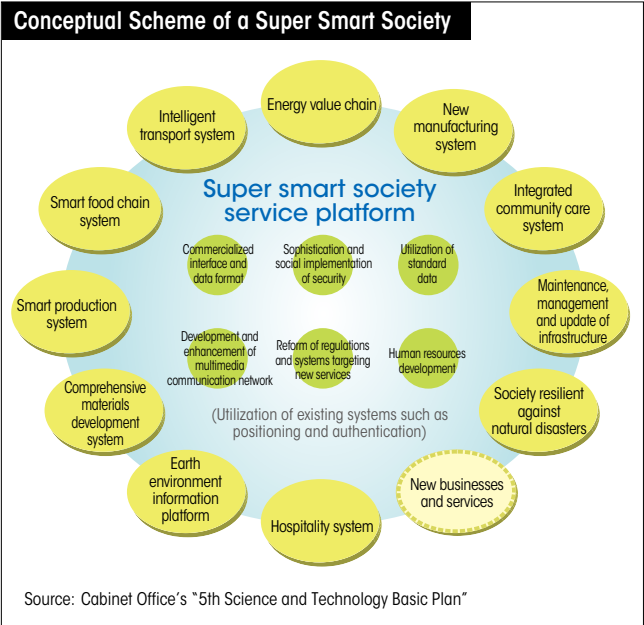 Conceptual Scheme of a Super Smart Society
Energy value chain
Intelligent
transport system
New
manufacturing
system
Smart food chain
system
Integrated
community care
system
Smart production
system
Maintenance,
management
and update of
infrastructure
Comprehensive
materials
development
system
Society resilient
against
natural disasters
Earth
environment
information
platform
New businesses
and services
Hospitality system
Super smart society
service platform
Commercialized
interface and
data format
Sophistication and
social implementation
of security
Utilization of
standard
data
Development and
enhancement of
multimedia
communication network
Reform of regulations
and systems targeting
new services
Human resources
development
(Utilization of existing systems such as
positioning and authentication)
Source: Cabinet Office's "5th Science and Technology Basic Plan"